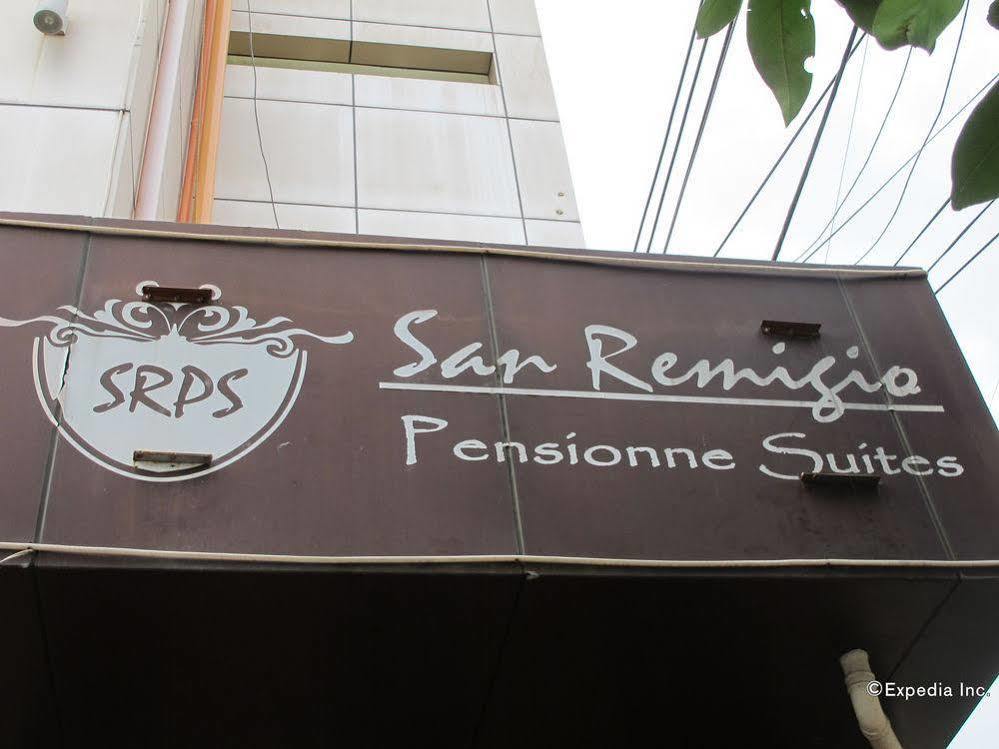 SRPS
San Remigio
Pensionne Suites
©Expedia Inc.